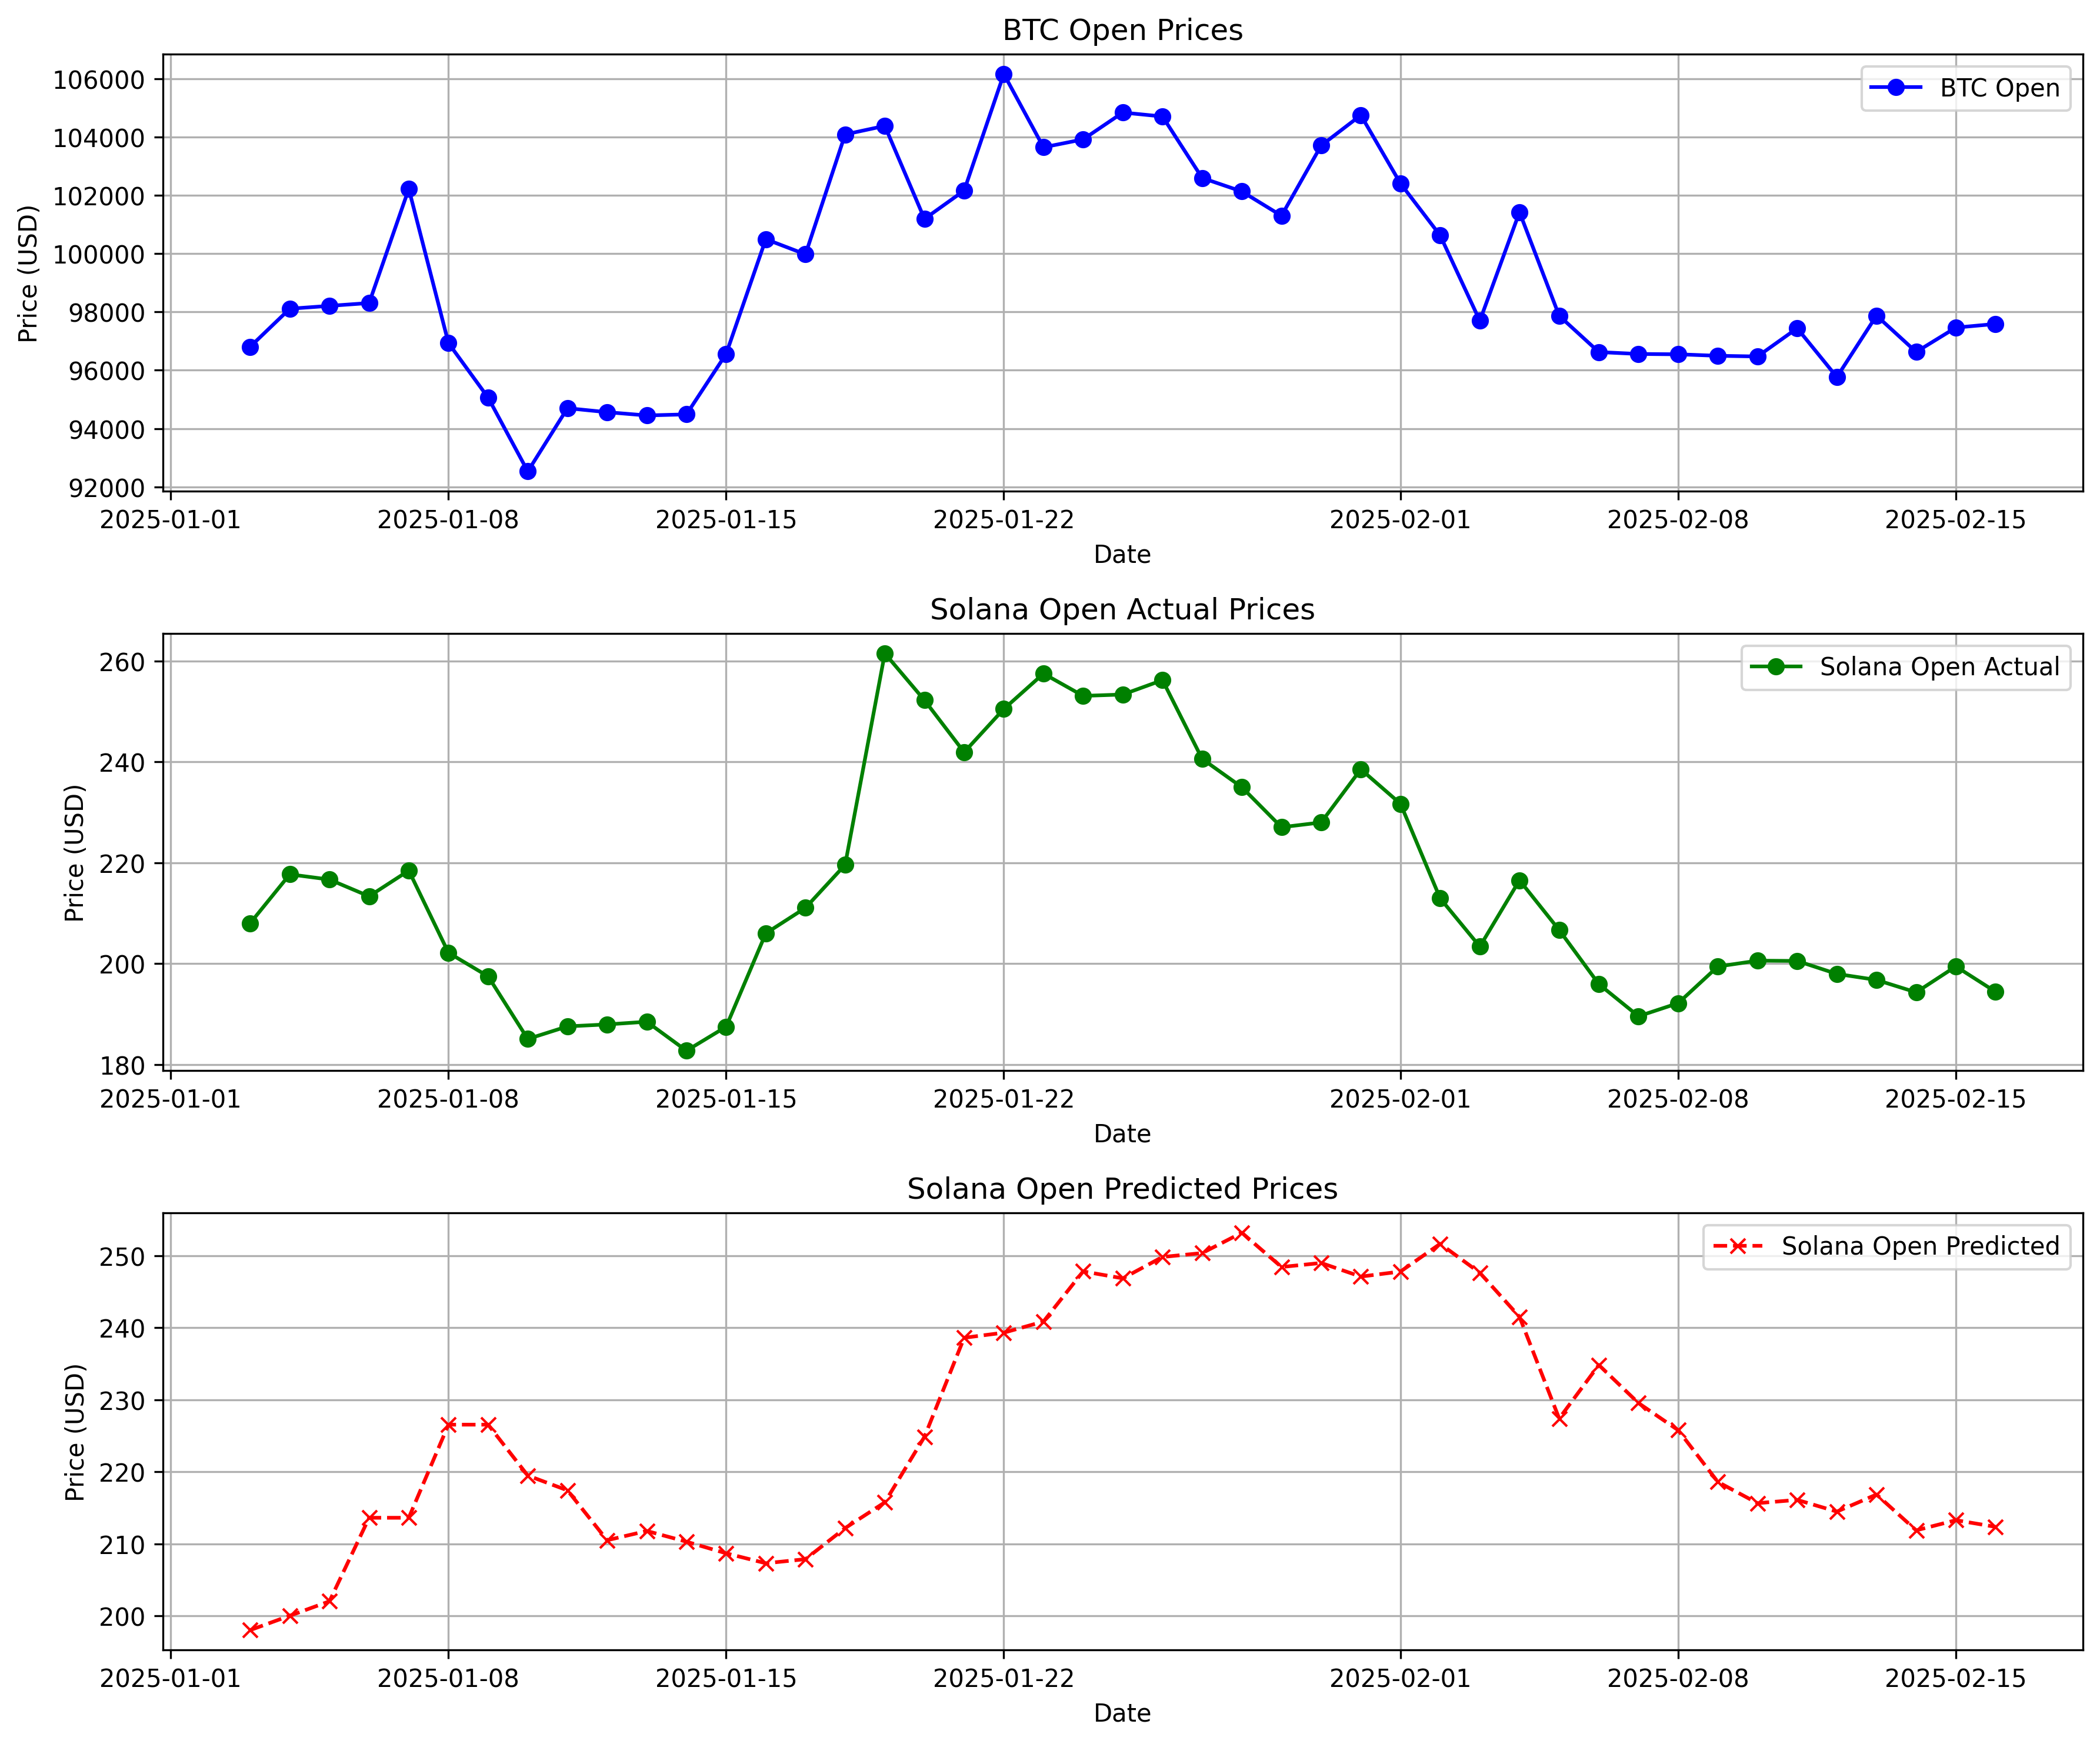 BTC Open Prices
BTC Open
Price (USD)
106000
104000
102000
100000
98000
96000
94000
92000
2025-01-01 2025-01-08 2025-01-15 2025-01-22 2025-02-01 2025-02-08 2025-02-15
Date
Solana Open Actual Prices
Solana Open Actual
Price (USD)
260
240
220
200
180
2025-01-01 2025-01-08 2025-01-15 2025-01-22 2025-02-01 2025-02-08 2025-02-15
Date
Solana Open Predicted Prices
Solana Open Predicted
Price (USD)
250
240
230
220
210
200
2025-01-01 2025-01-08 2025-01-15 2025-01-22 2025-02-01 2025-02-08 2025-02-15
Date